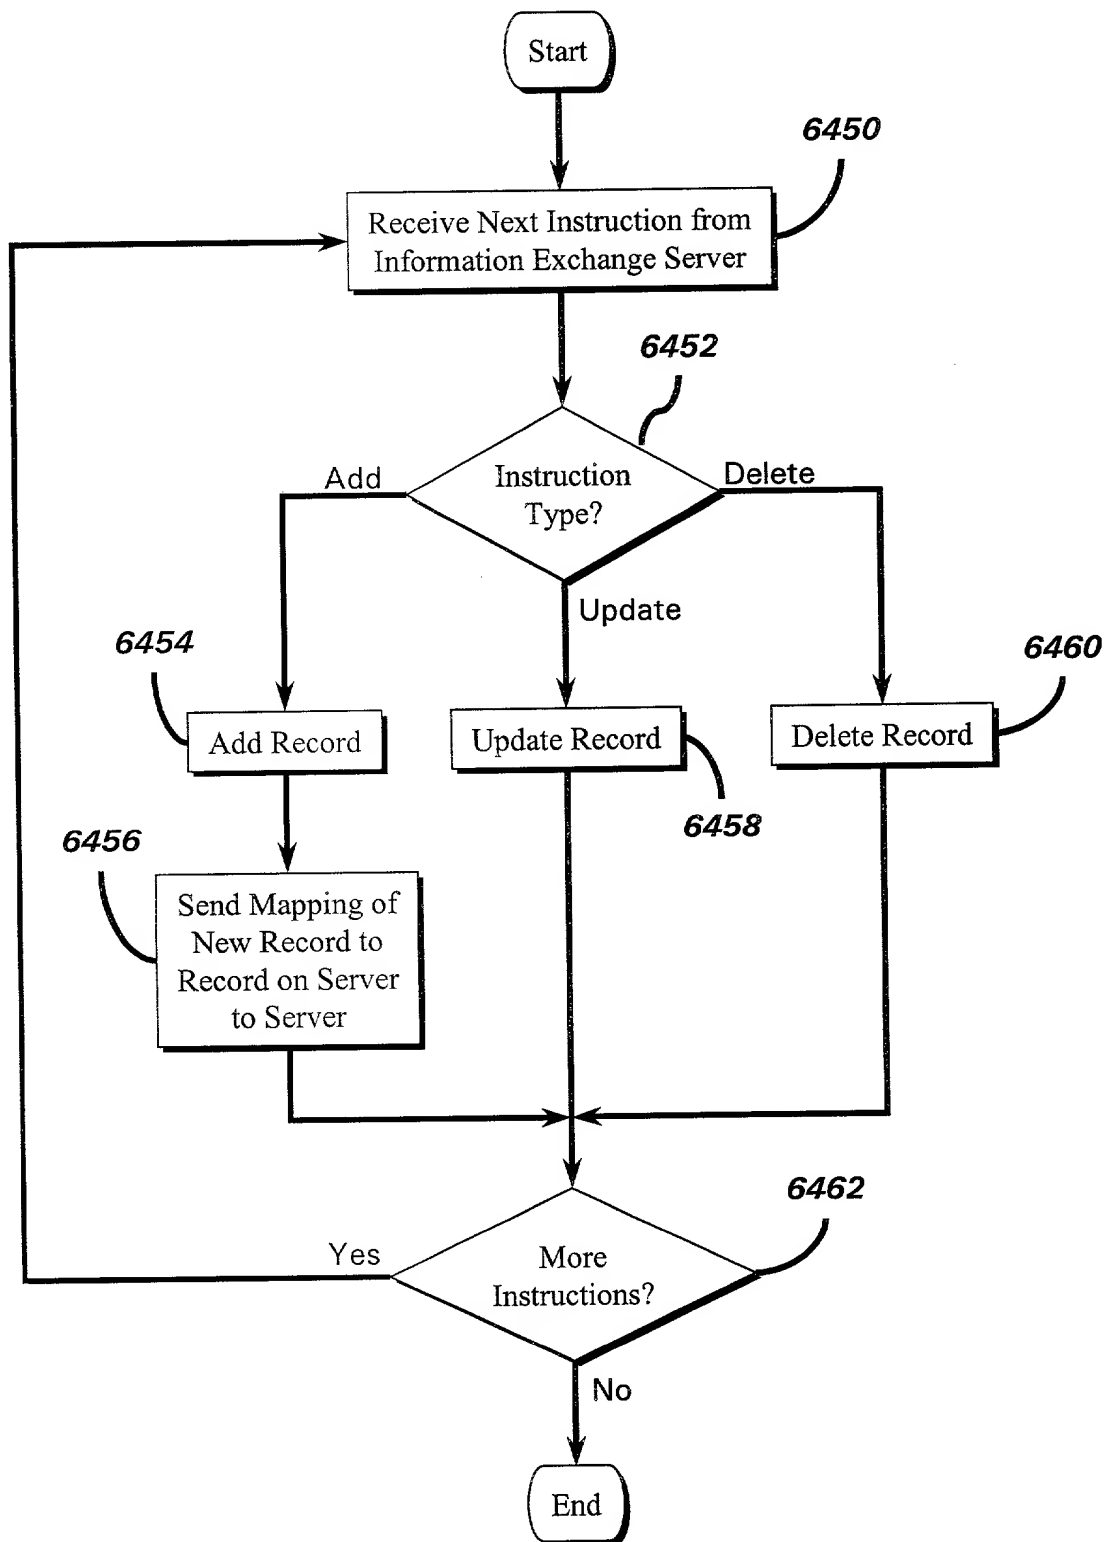 Start
6450
Receive Next Instruction from
Information Exchange Server
6452
Add
Instruction
Type?
Delete
Update
6454
6460
Add Record
Update Record
Delete Record
6458
6456
Send Mapping of
New Record to
Record on Server
to Server
6462
Yes
More
Instructions?
No
End